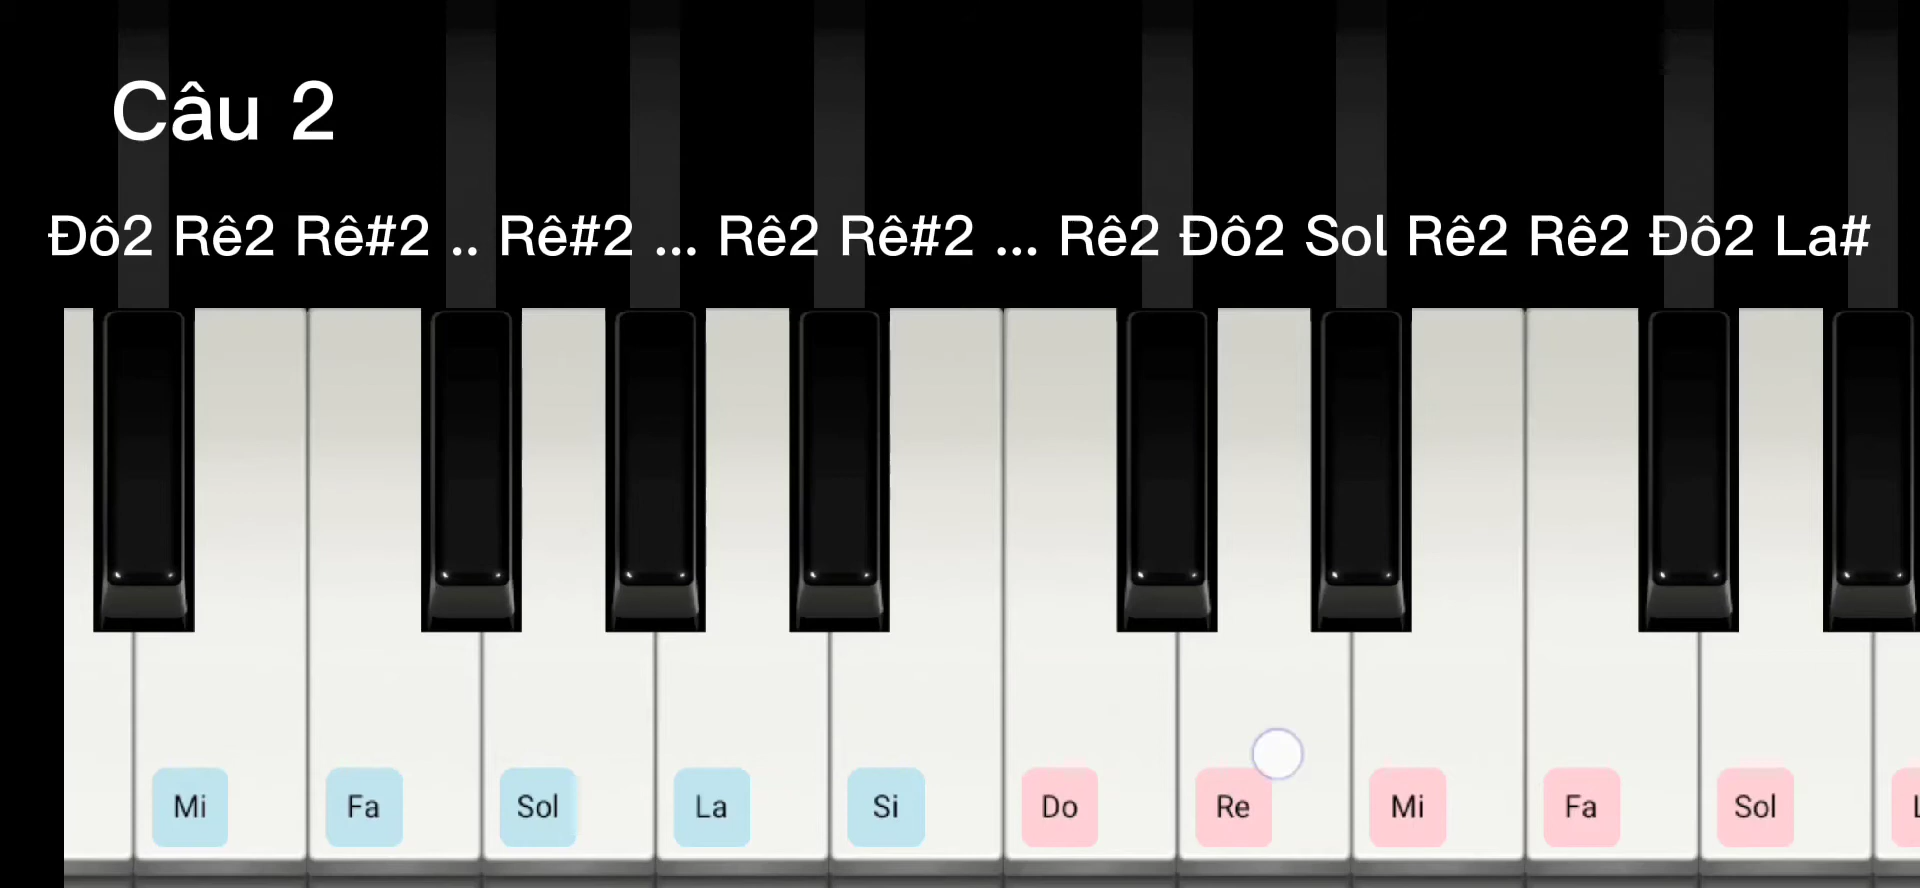 Câu 2
Đô2 Rê2 Rê#2 .. Rê#2 ... Rê2 Rê#2 ... Rê2 Đô2 Sol Rê2 Rê2 Đô2 La#
Mi Fa Sol La Si Do Re Mi Fa Sol